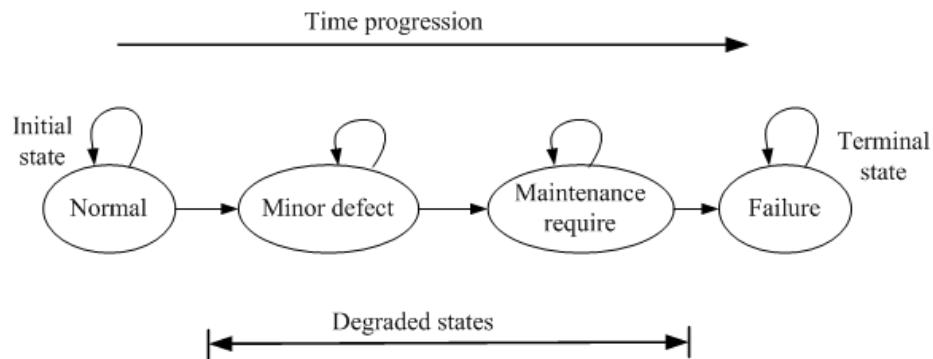 Time progression
Initial
state
Terminal
state
Normal
Minor defect
Maintenance
require
Failure
Degraded states